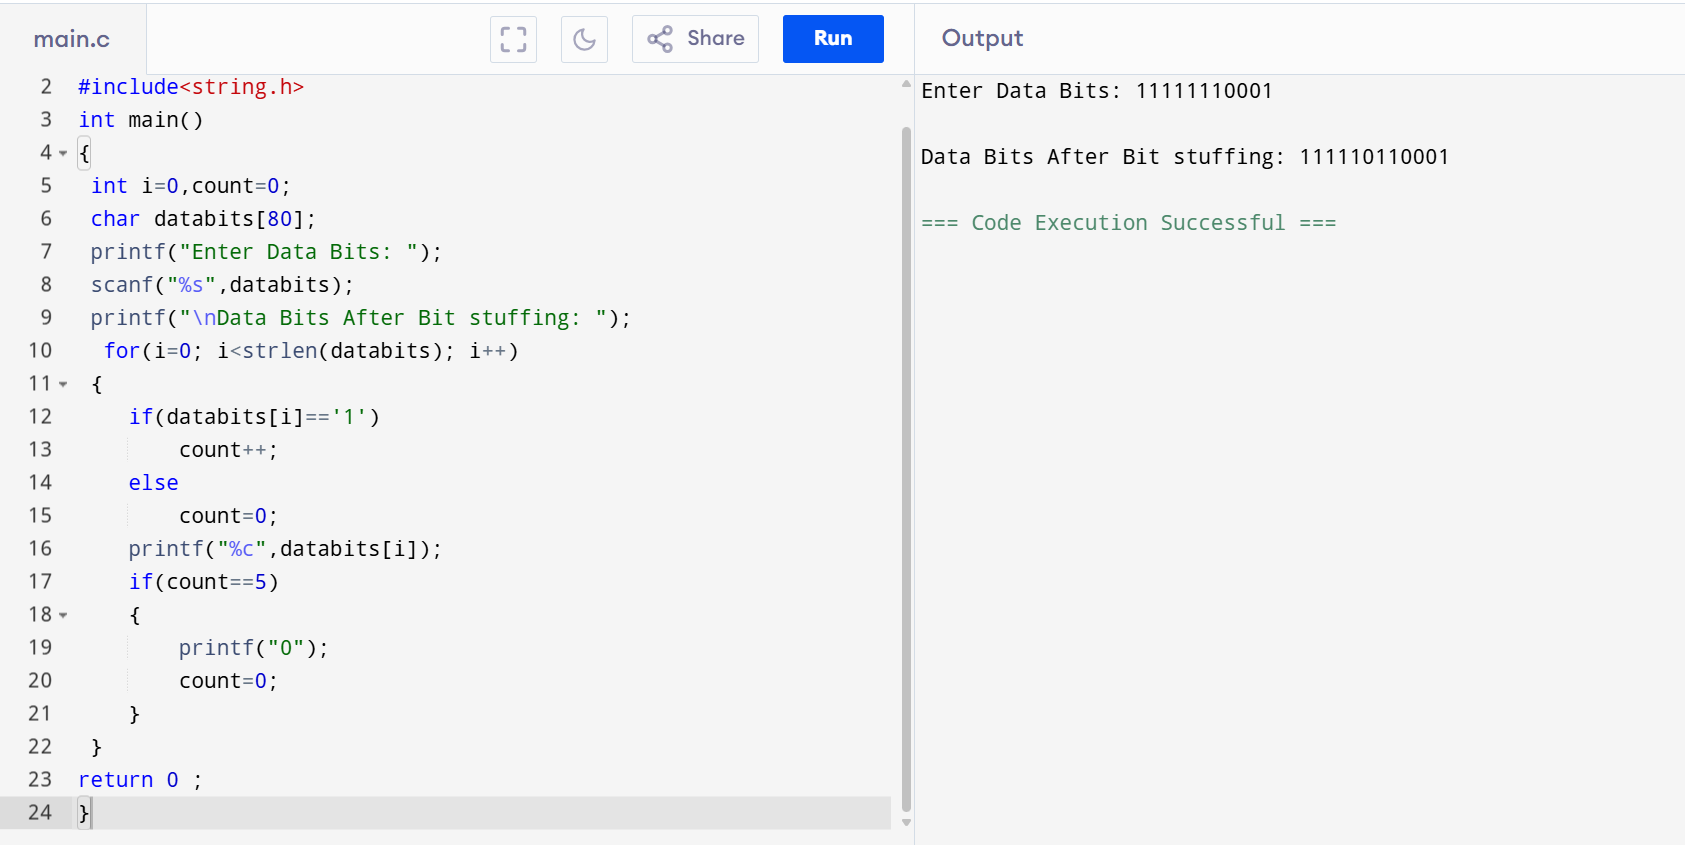 main.c
Share
Run
Output
2 #include<string.h>
3 int main()
4 {
5 int i=0,count=0;
6 char databits[80];
7 printf("Enter Data Bits: ");
8 scanf("%s",databits);
9 printf("\nData Bits After Bit stuffing: ");
10 for(i=0; i<strlen(databits); i++)
11 {
12 if(databits[i]=='1')
13 count++;
14 else
15 count=0;
16 printf("%c",databits[i]);
17 if(count==5)
18 {
19 printf("0");
20 count=0;
21 }
22 }
23 return 0 ;
24 }
Enter Data Bits: 11111110001
Data Bits After Bit stuffing: 111110110001
=== Code Execution Successful ===